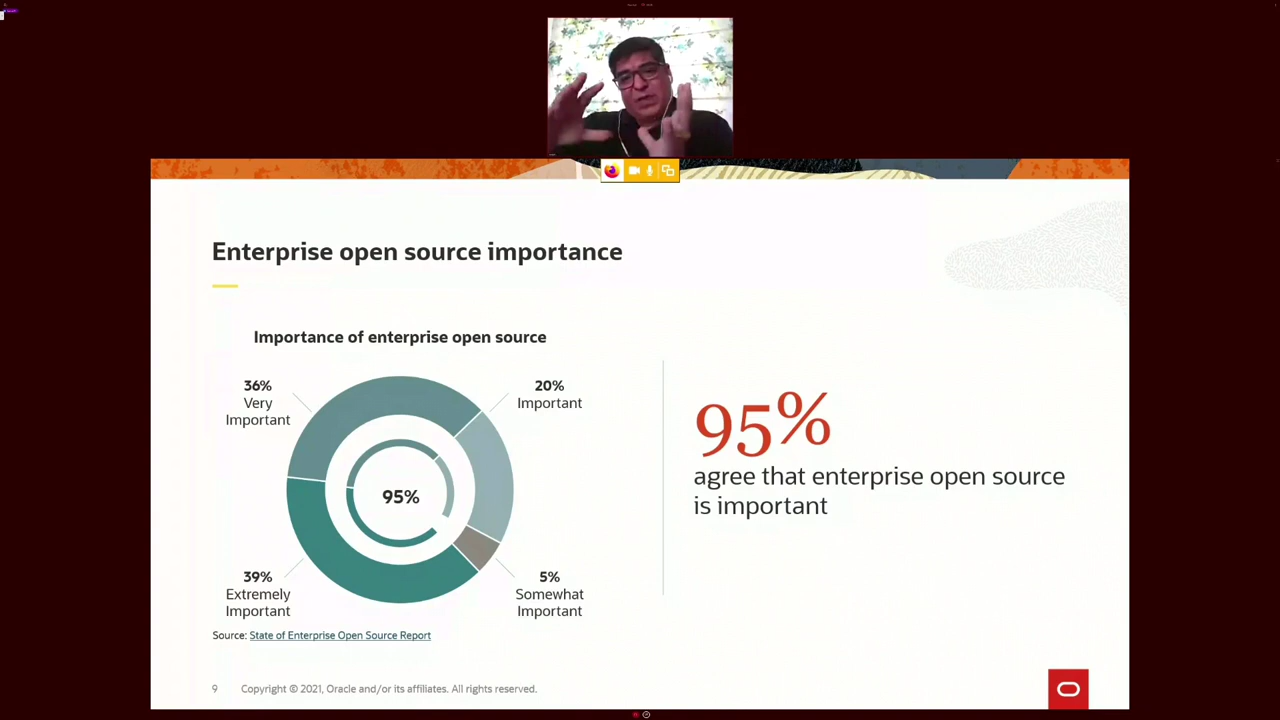 Enterprise open source importance
Importance of enterprise open source
36%
Very
Important
20%
Important
95%
39%
Extremely
Important
5%
Somewhat
Important
Source: State of Enterprise Open Source Report
95%
agree that enterprise open source
is important
9 Copyright © 2021, Oracle and/or its affiliates. All rights reserved.